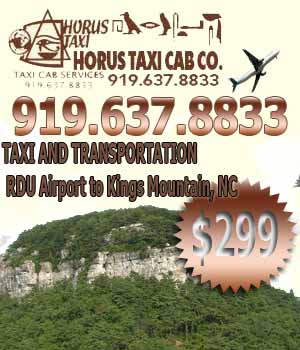 HORUS
TAXI
TAXI CAB SERVICES
919.637.8833
HORUS TAXI CAB CO.
919.637.8833
919.637.8833
TAXI AND TRANSPORTATION
RDU Airport to Kings Mountain, NC
$299